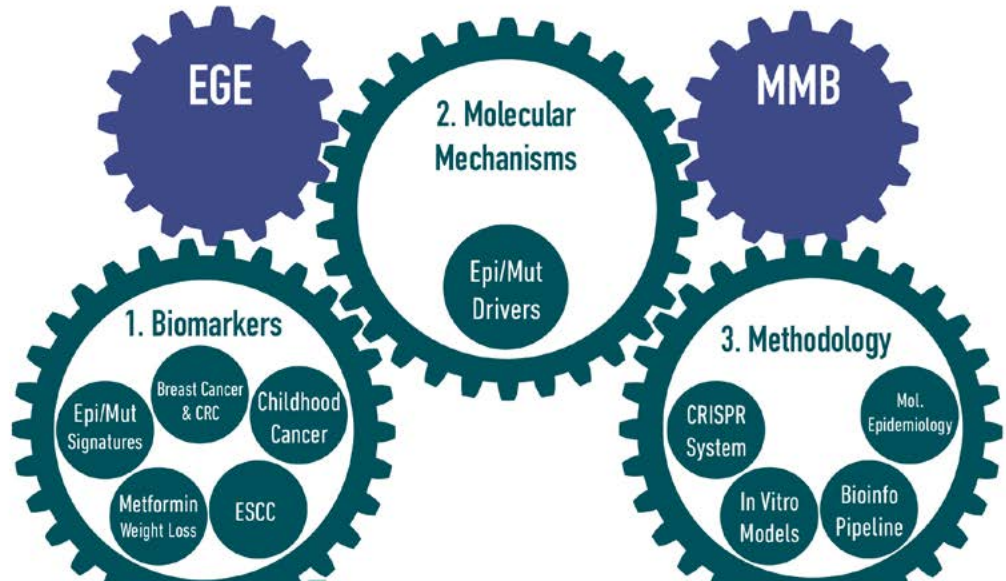 EGE
MMB
2. Molecular
Mechanisms
Epi/Mut
Drivers
1. Biomarkers
Breast Cancer
& CRC
Epi/Mut
Signatures
Childhood
Cancer
Metformin
Weight Loss
ESCC
3. Methodology
CRISPR
System
Mol.
Epidemiology
In Vitro
Models
Bioinfo
Pipeline